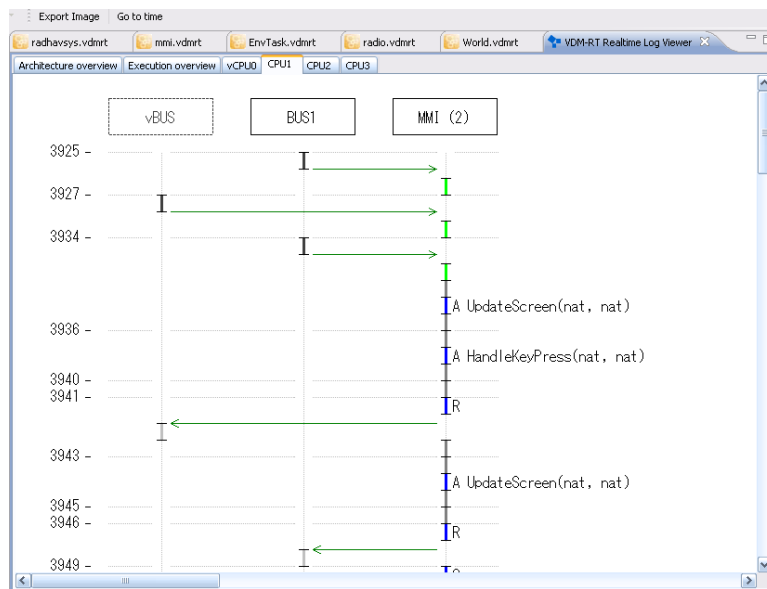 Export Image Go to time
radhavsys.vdmrt mmi.vdmrt EnvTask.vdmrt radio.vdmrt World.vdmrt VDM-RT Realtime Log Viewer
Architecture overview Execution overview vCPU0 CPU1 CPU2 CPU3
vBUS BUS1 MMI (2)
3925
3927
3934
A UpdateScreen(nat, nat)
3936
A HandleKeyPress(nat, nat)
3940
3941
R
3943
A UpdateScreen(nat, nat)
3945
3946
R
3949